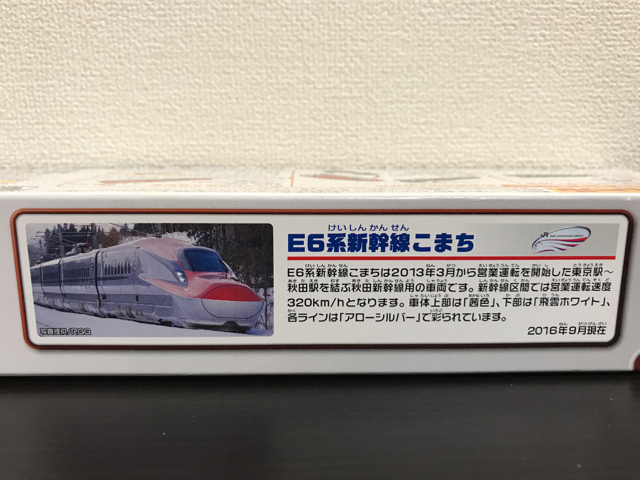 E6系新幹線こまち
E6系新幹線こまちは2013年3月から営業運転を開始した東京駅〜
秋田駅を結ぶ秋田新幹線用の車両です。新幹線区間では営業運転速度
320km/hとなります。車体上部は「茜色」、下部は「飛雲ホワイト」、
各ラインは「アローシルバー」で彩られています。
2016年9月現在
写真提供/RGG